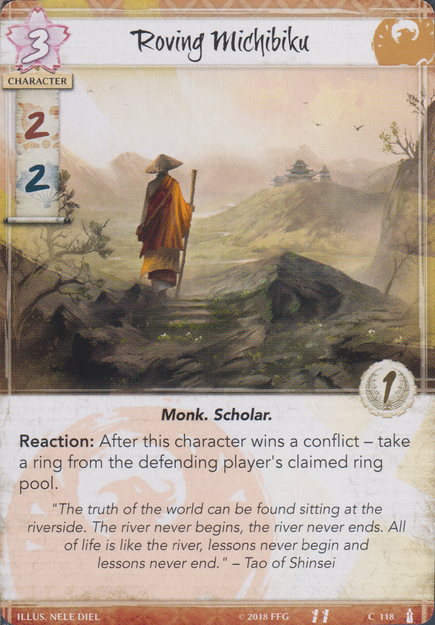 3
Roving Michibiku
CHARACTER
2
2
1
Monk. Scholar.
Reaction: After this character wins a conflict – take
a ring from the defending player's claimed ring
pool.
"The truth of the world can be found sitting at the
riverside. The river never begins, the river never ends. All
of life is like the river, lessons never begin and
lessons never end." – Tao of Shinsei
ILLUS. NELE DIEL © 2018 FFG C 118